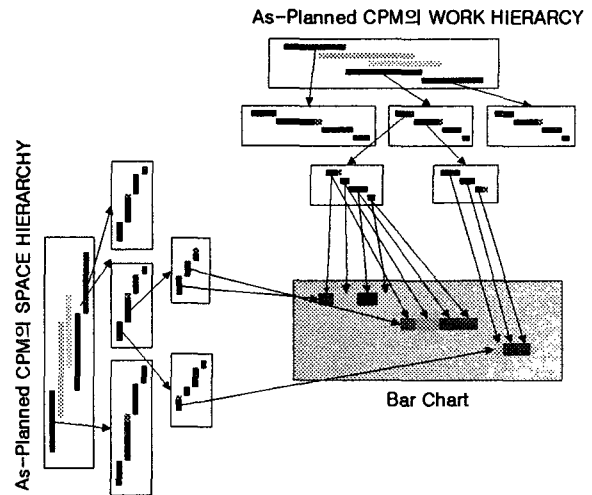 As-Planned CPM의 WORK HIERARCY
As-Planned CPM의 SPACE HIERARCHY
Bar Chart